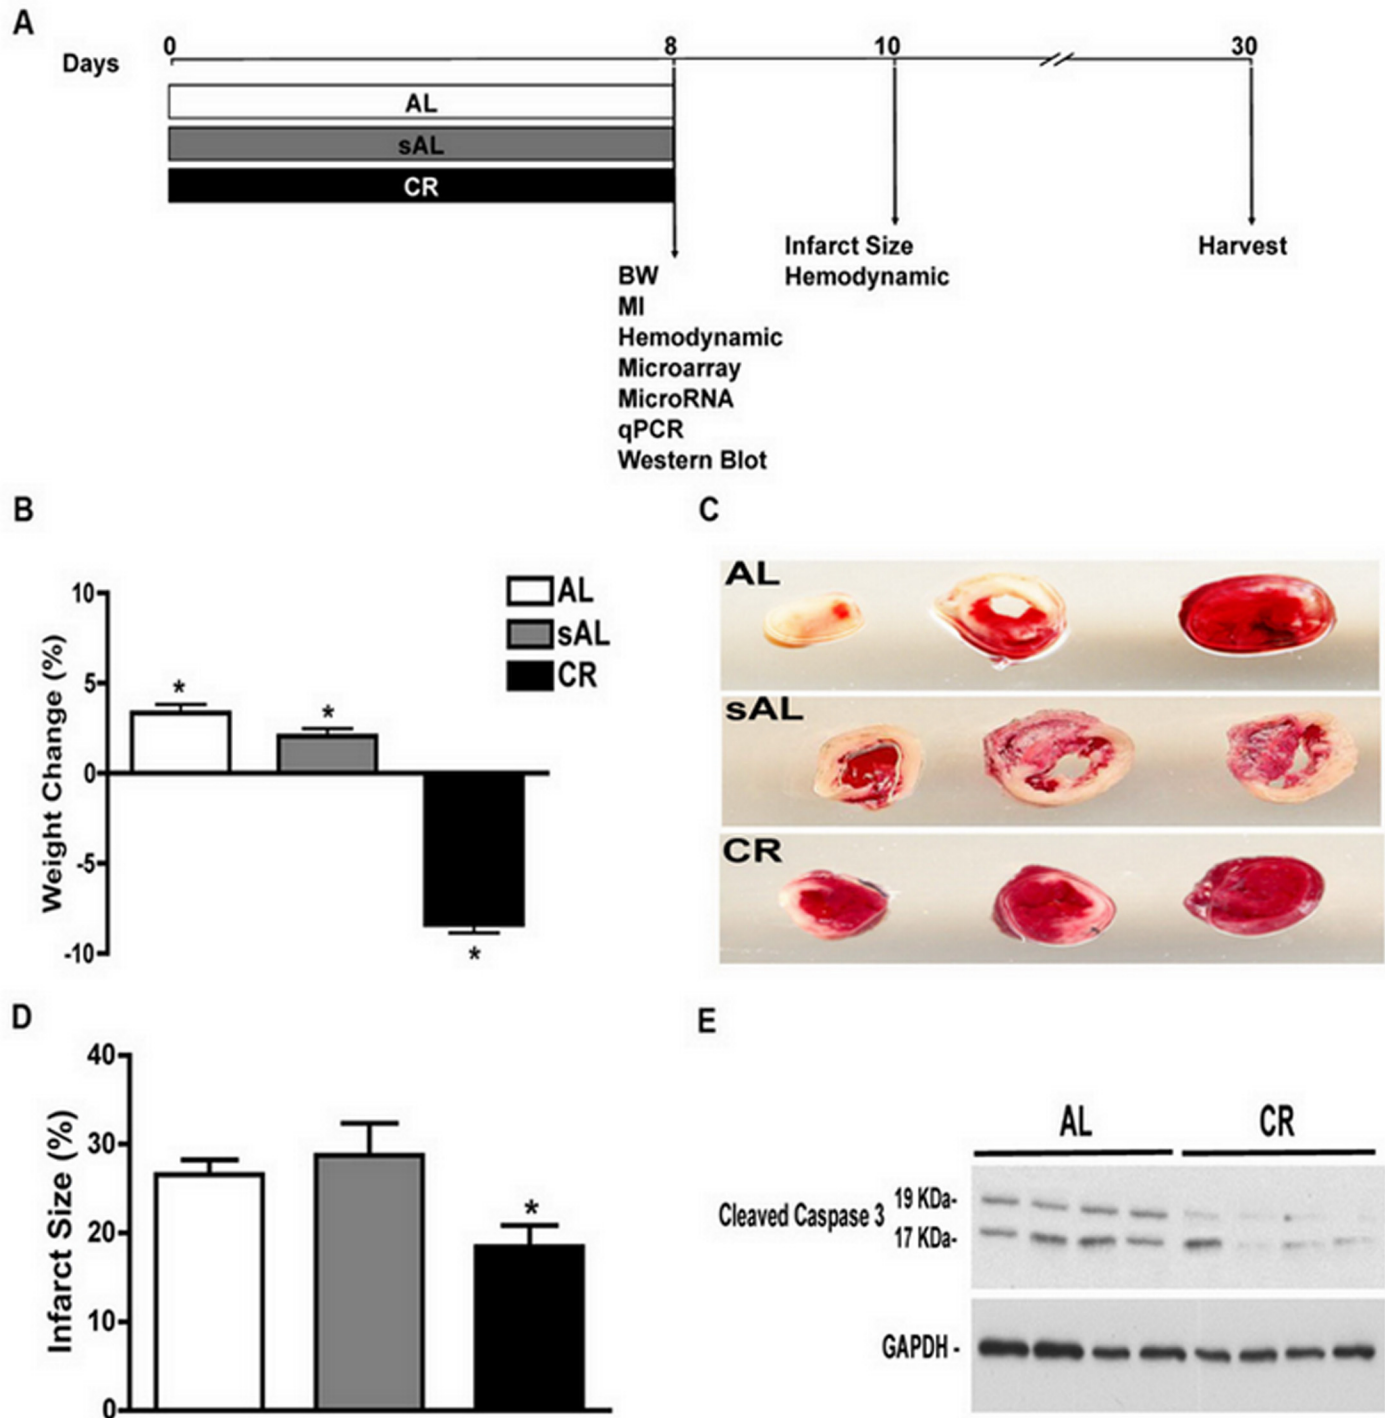 A
Days 0 8 10 30
AL
sAL
CR
BW
MI
Hemodynamic
Microarray
MicroRNA
qPCR
Western Blot
Infarct Size
Hemodynamic
Harvest
B
Weight Change (%)
10
5
0
-5
-10
*
*
*
AL
sAL
CR
C
AL
sAL
CR
D
Infarct Size (%)
40
30
20
10
0
*
E
AL CR
Cleaved Caspase 3
19 KDa-
17 KDa-
GAPDH -